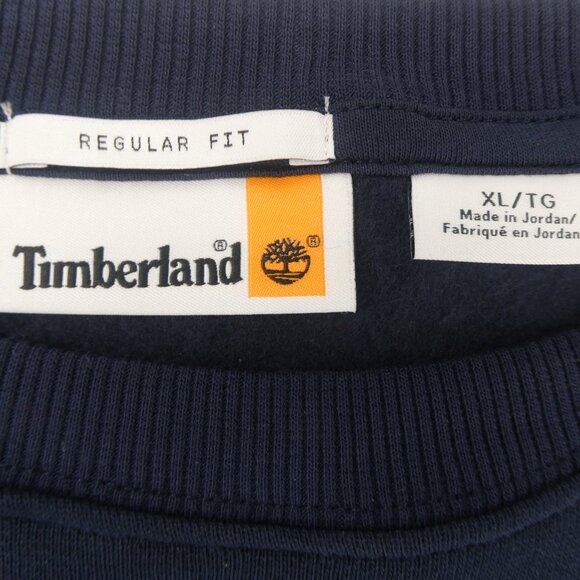 REGULAR FIT
Timberland®
®
XL/TG
Made in Jordan/
Fabriqué en Jordan